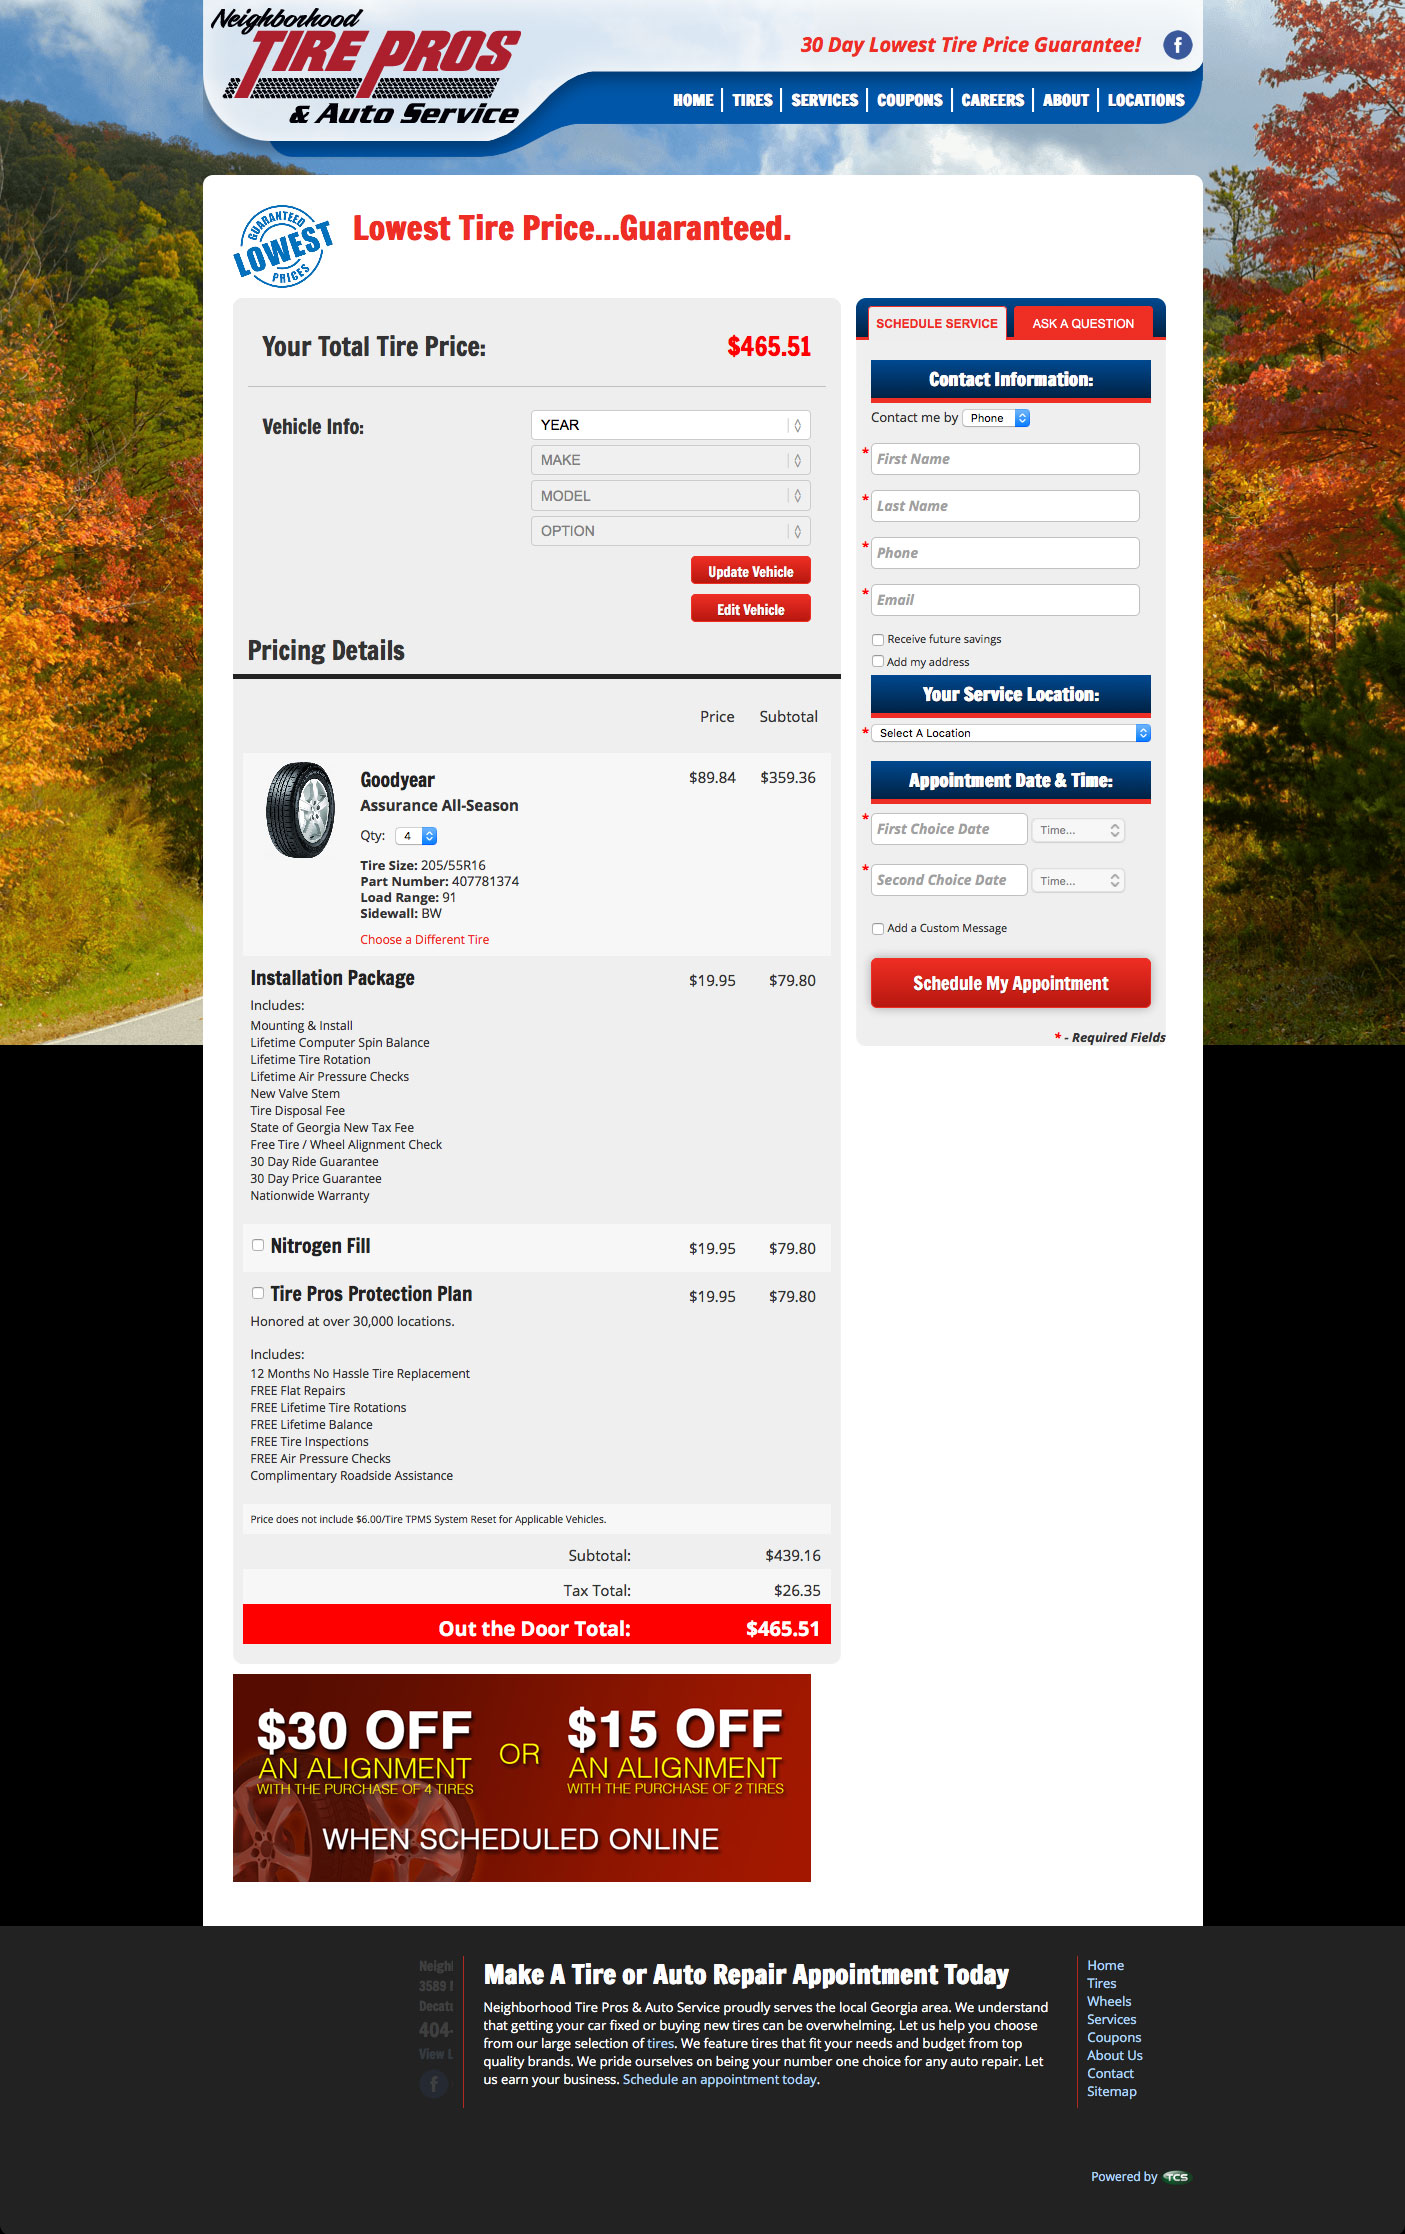 Neighborhood
TIRE PROS
& Auto Service
30 Day Lowest Tire Price Guarantee!
f
HOME
TIRES
SERVICES
COUPONS
CAREERS
ABOUT
LOCATIONS
GUARANTEED
LOWEST
PRICES
Lowest Tire Price...Guaranteed.
Your Total Tire Price:
$465.51
Vehicle Info:
YEAR
MAKE
MODEL
OPTION
Update Vehicle
Edit Vehicle
Pricing Details
Price Subtotal
Goodyear
$89.84 $359.36
Assurance All-Season
Qty: 4
Tire Size: 205/55R16
Part Number: 407781374
Load Range: 91
Sidewall: BW
Choose a Different Tire
Installation Package
$19.95 $79.80
Includes:
Mounting & Install
Lifetime Computer Spin Balance
Lifetime Tire Rotation
Lifetime Air Pressure Checks
New Valve Stem
Tire Disposal Fee
State of Georgia New Tax Fee
Free Tire / Wheel Alignment Check
30 Day Ride Guarantee
30 Day Price Guarantee
Nationwide Warranty
Nitrogen Fill
$19.95 $79.80
Tire Pros Protection Plan
$19.95 $79.80
Honored at over 30,000 locations.
Includes:
12 Months No Hassle Tire Replacement
FREE Flat Repairs
FREE Lifetime Tire Rotations
FREE Lifetime Balance
FREE Tire Inspections
FREE Air Pressure Checks
Complimentary Roadside Assistance
Price does not include $6.00/Tire TPMS System Reset for Applicable Vehicles.
Subtotal: $439.16
Tax Total: $26.35
Out the Door Total: $465.51
SCHEDULE SERVICE
ASK A QUESTION
Contact Information:
Contact me by Phone
* First Name
* Last Name
* Phone
* Email
Receive future savings
Add my address
Your Service Location:
* Select A Location
Appointment Date & Time:
* First Choice Date Time...
* Second Choice Date Time...
Add a Custom Message
Schedule My Appointment
* - Required Fields
$30 OFF
AN ALIGNMENT
WITH THE PURCHASE OF 4 TIRES
OR
$15 OFF
AN ALIGNMENT
WITH THE PURCHASE OF 2 TIRES
WHEN SCHEDULED ONLINE
3589
404-
View L
f
Make A Tire or Auto Repair Appointment Today
Neighborhood Tire Pros & Auto Service proudly serves the local Georgia area. We understand
that getting your car fixed or buying new tires can be overwhelming. Let us help you choose
from our large selection of tires. We feature tires that fit your needs and budget from top
quality brands. We pride ourselves on being your number one choice for any auto repair. Let
us earn your business. Schedule an appointment today.
Home
Tires
Wheels
Services
Coupons
About Us
Contact
Sitemap
Powered by TCS